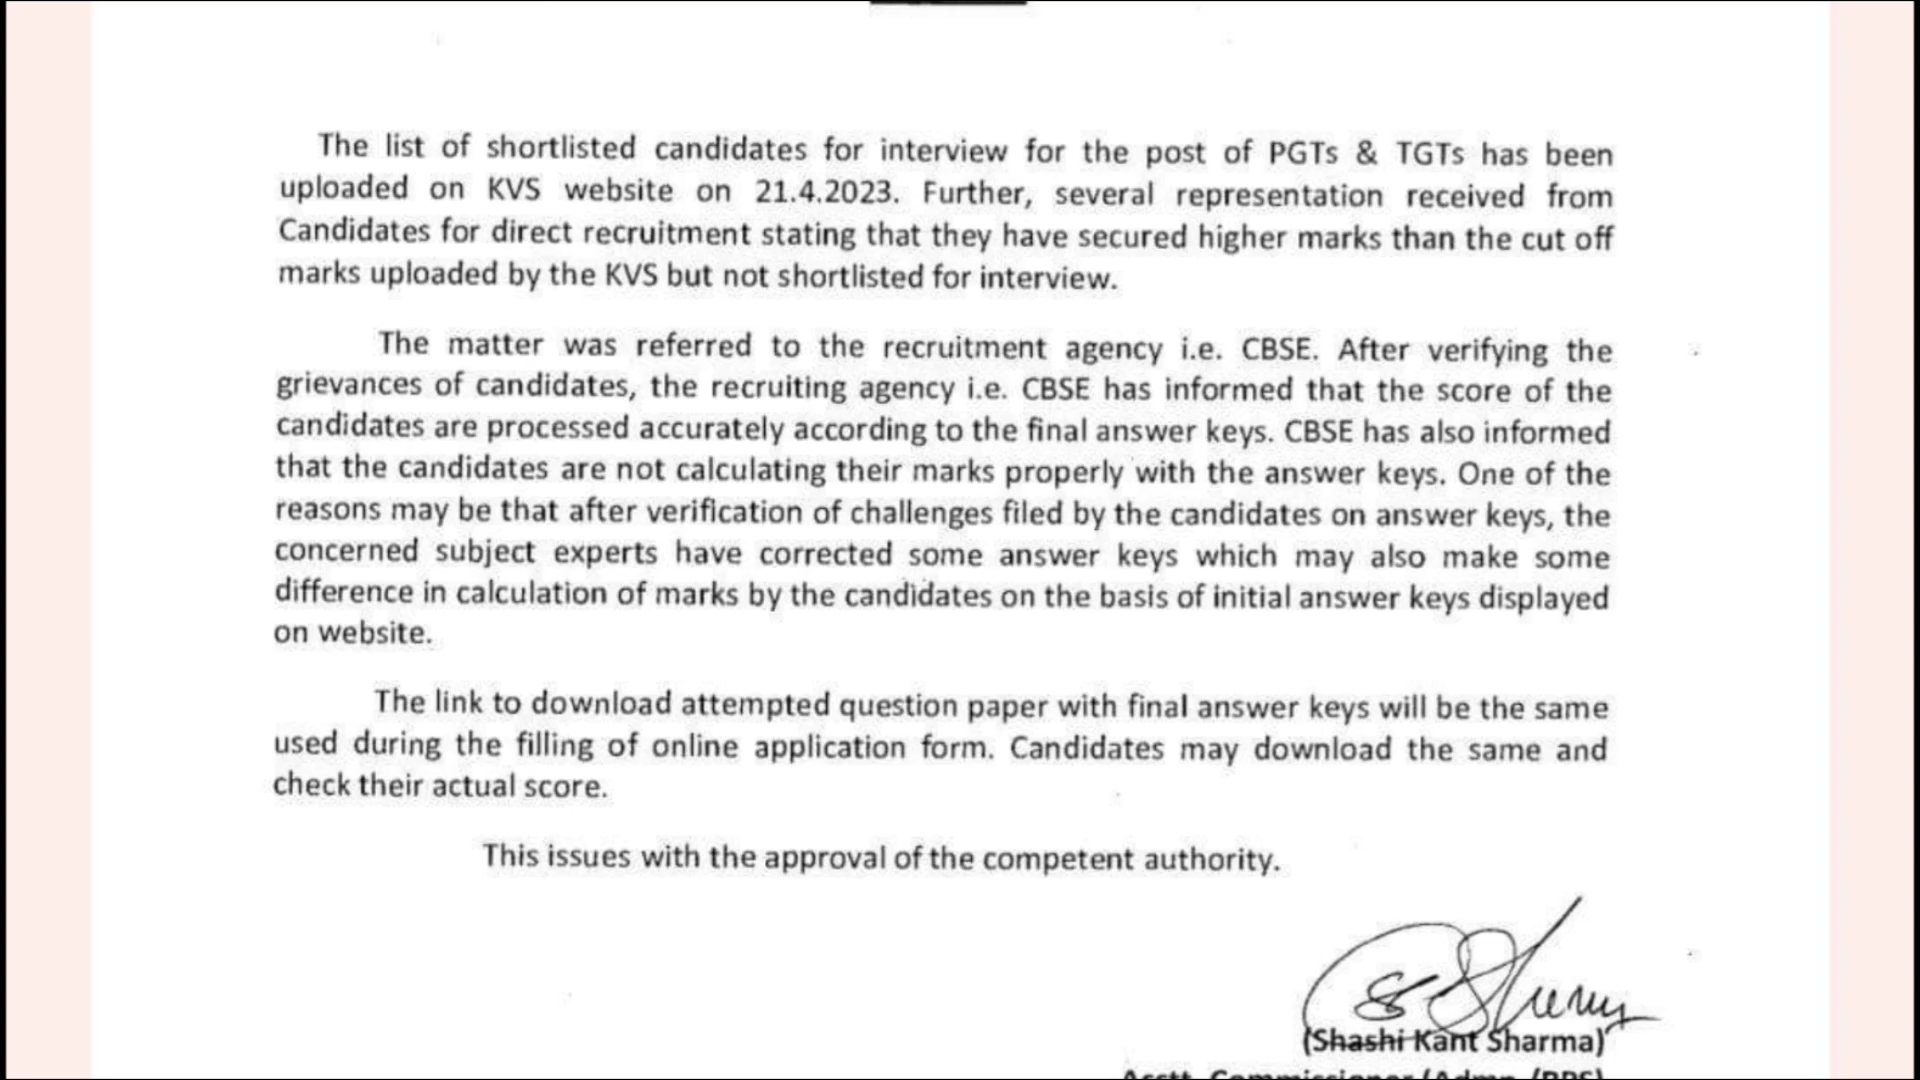 The list of shortlisted candidates for interview for the post of PGTs & TGTs has been
uploaded on KVS website on 21.4.2023. Further, several representation received from
Candidates for direct recruitment stating that they have secured higher marks than the cut off
marks uploaded by the KVS but not shortlisted for interview.
The matter was referred to the recruitment agency i.e. CBSE. After verifying the
grievances of candidates, the recruiting agency i.e. CBSE has informed that the score of the
candidates are processed accurately according to the final answer keys. CBSE has also informed
that the candidates are not calculating their marks properly with the answer keys. One of the
reasons may be that after verification of challenges filed by the candidates on answer keys, the
concerned subject experts have corrected some answer keys which may also make some
difference in calculation of marks by the candidates on the basis of initial answer keys displayed
on website.
The link to download attempted question paper with final answer keys will be the same
used during the filling of online application form. Candidates may download the same and
check their actual score.
This issues with the approval of the competent authority.
(Shashi Kant Sharma)